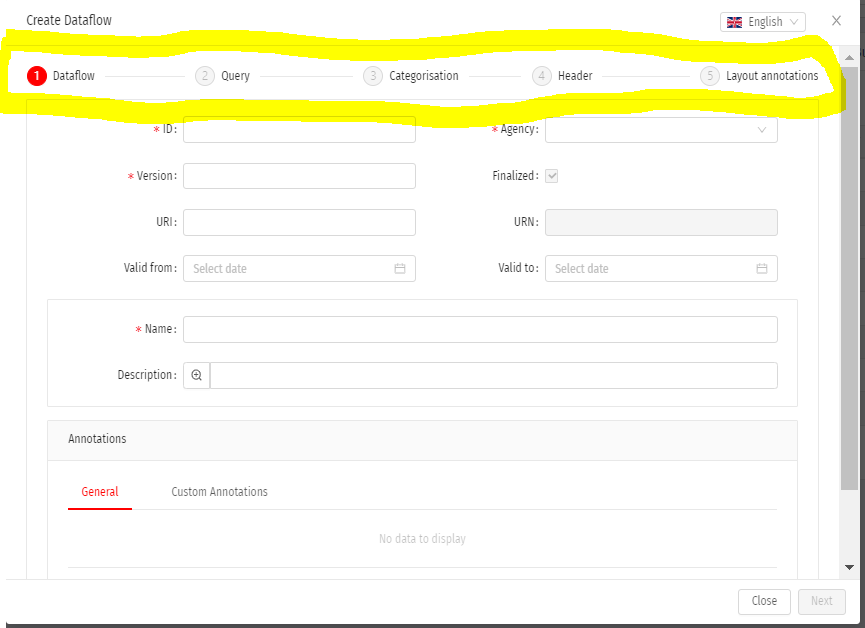 Create Dataflow English
1 Dataflow 2 Query 3 Categorisation 4 Header 5 Layout annotations
* ID: * Agency:
* Version: Finalized:
URI: URN:
Valid from: Select date Valid to: Select date
* Name:
Description:
Annotations
General Custom Annotations
No data to display
Close Next